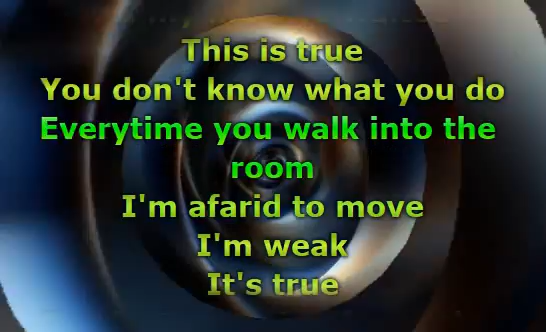 This is true
You don't know what you do
Everytime you walk into the
room
I'm afarid to move
I'm weak
It's true